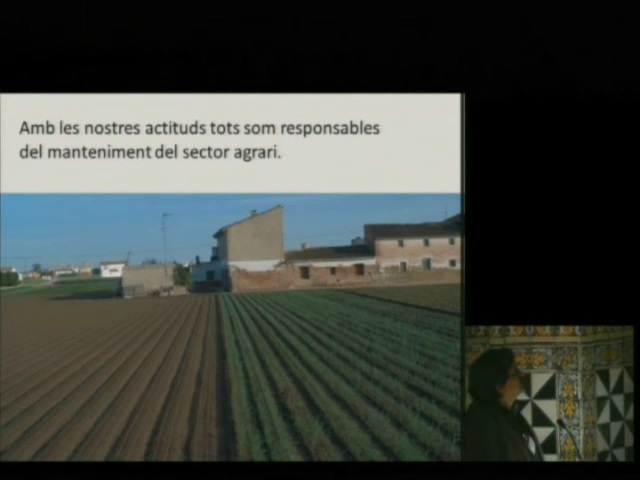 Amb les nostres actituds tots som responsables
del manteniment del sector agrari.